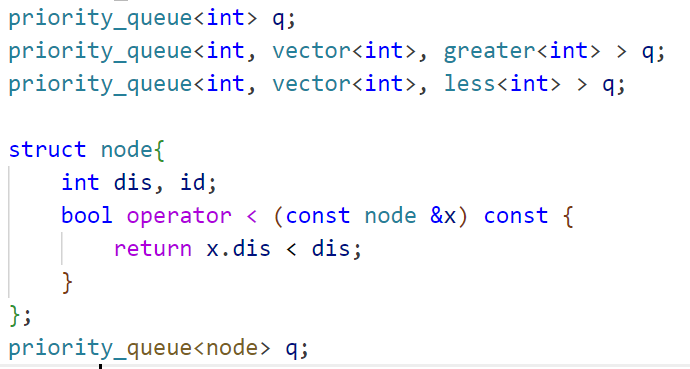 priority_queue<int> q;
priority_queue<int, vector<int>, greater<int> > q;
priority_queue<int, vector<int>, less<int> > q;
struct node{
    int dis, id;
    bool operator < (const node &x) const {
        return x.dis < dis;
    }
};
priority_queue<node> q;